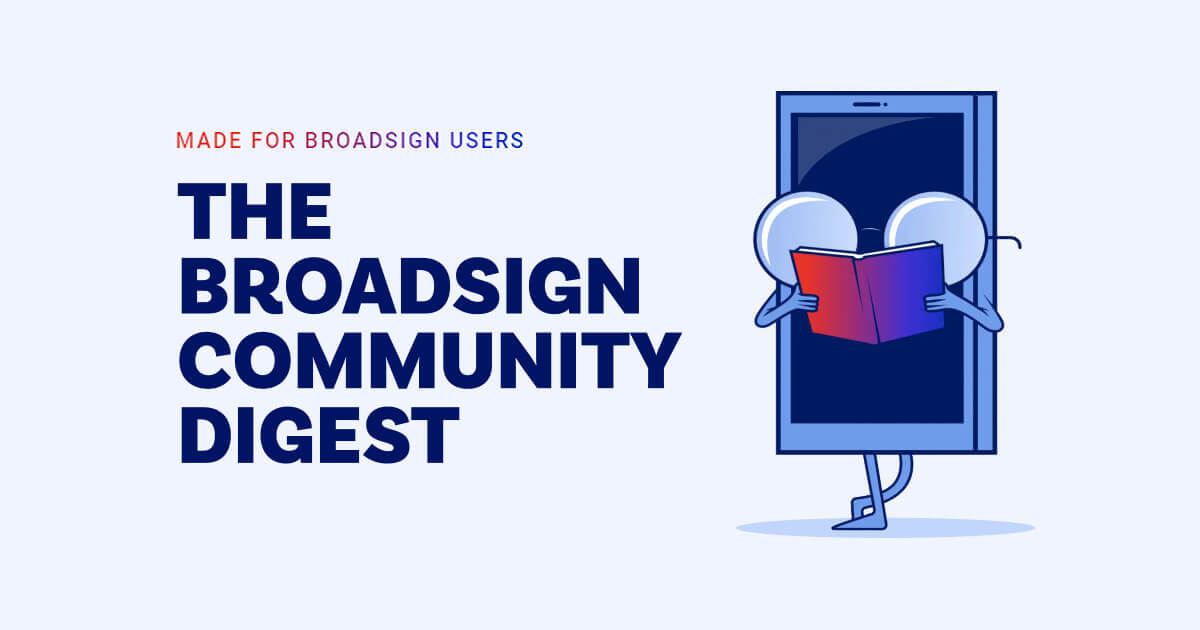 MADE FOR BROADSIGN USERS
THE
BROADSIGN
COMMUNITY
DIGEST